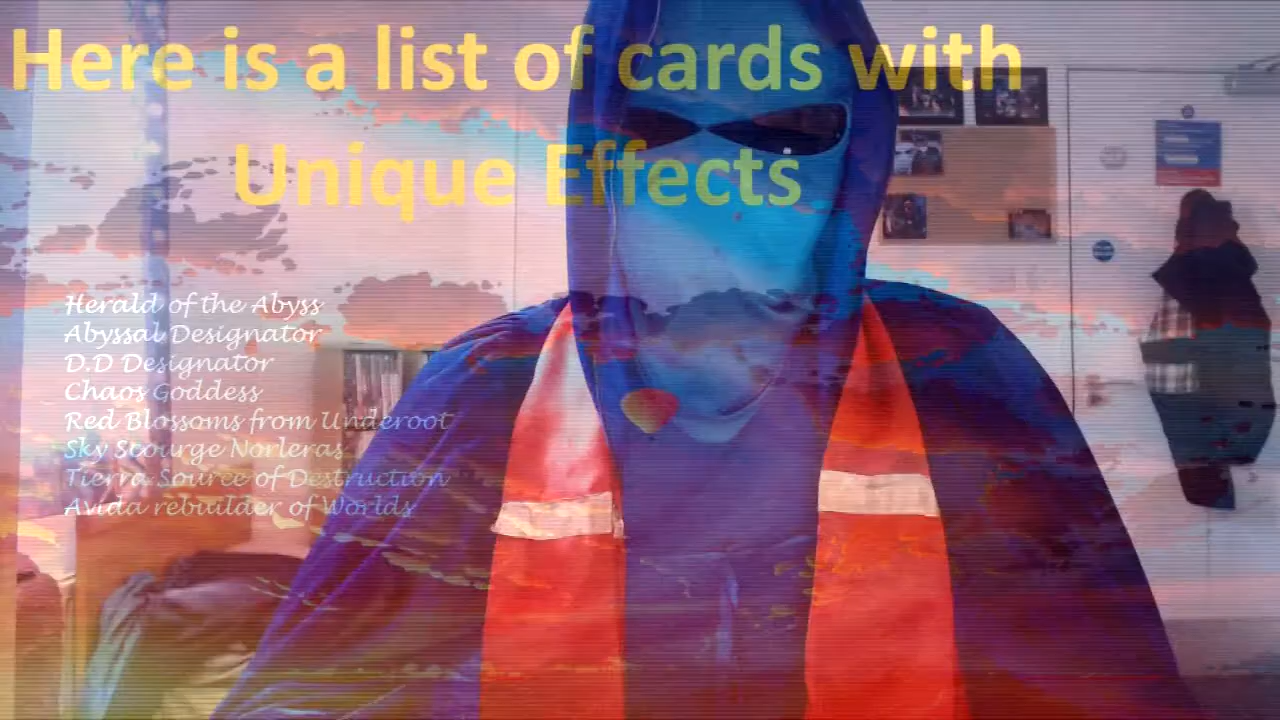 Here is a list of cards with
Unique Effects
Herald of the Abyss
Abyssal Designator
D.D Designator
Chaos Goddess
Red Blossoms from Underoot
Sky Scourge Norleras
Tierra Source of Destruction
Avida rebuilder of Worlds